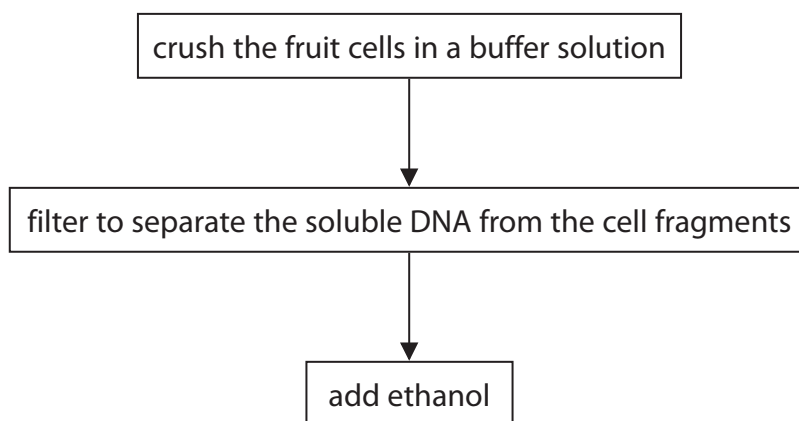 crush the fruit cells in a buffer solution
filter to separate the soluble DNA from the cell fragments
add ethanol